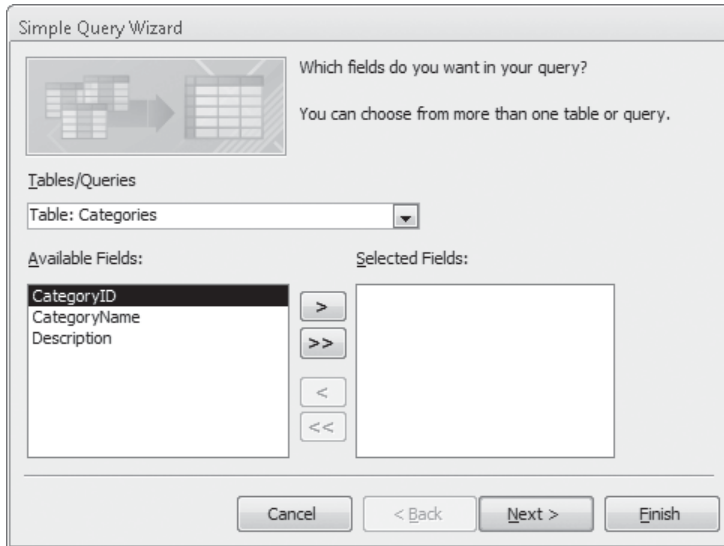 Simple Query Wizard
Which fields do you want in your query?
You can choose from more than one table or query.
Tables/Queries
Table: Categories
Available Fields:
Selected Fields:
CategoryID
CategoryName
Description
>
>>
<
<<
Cancel
< Back
Next >
Finish